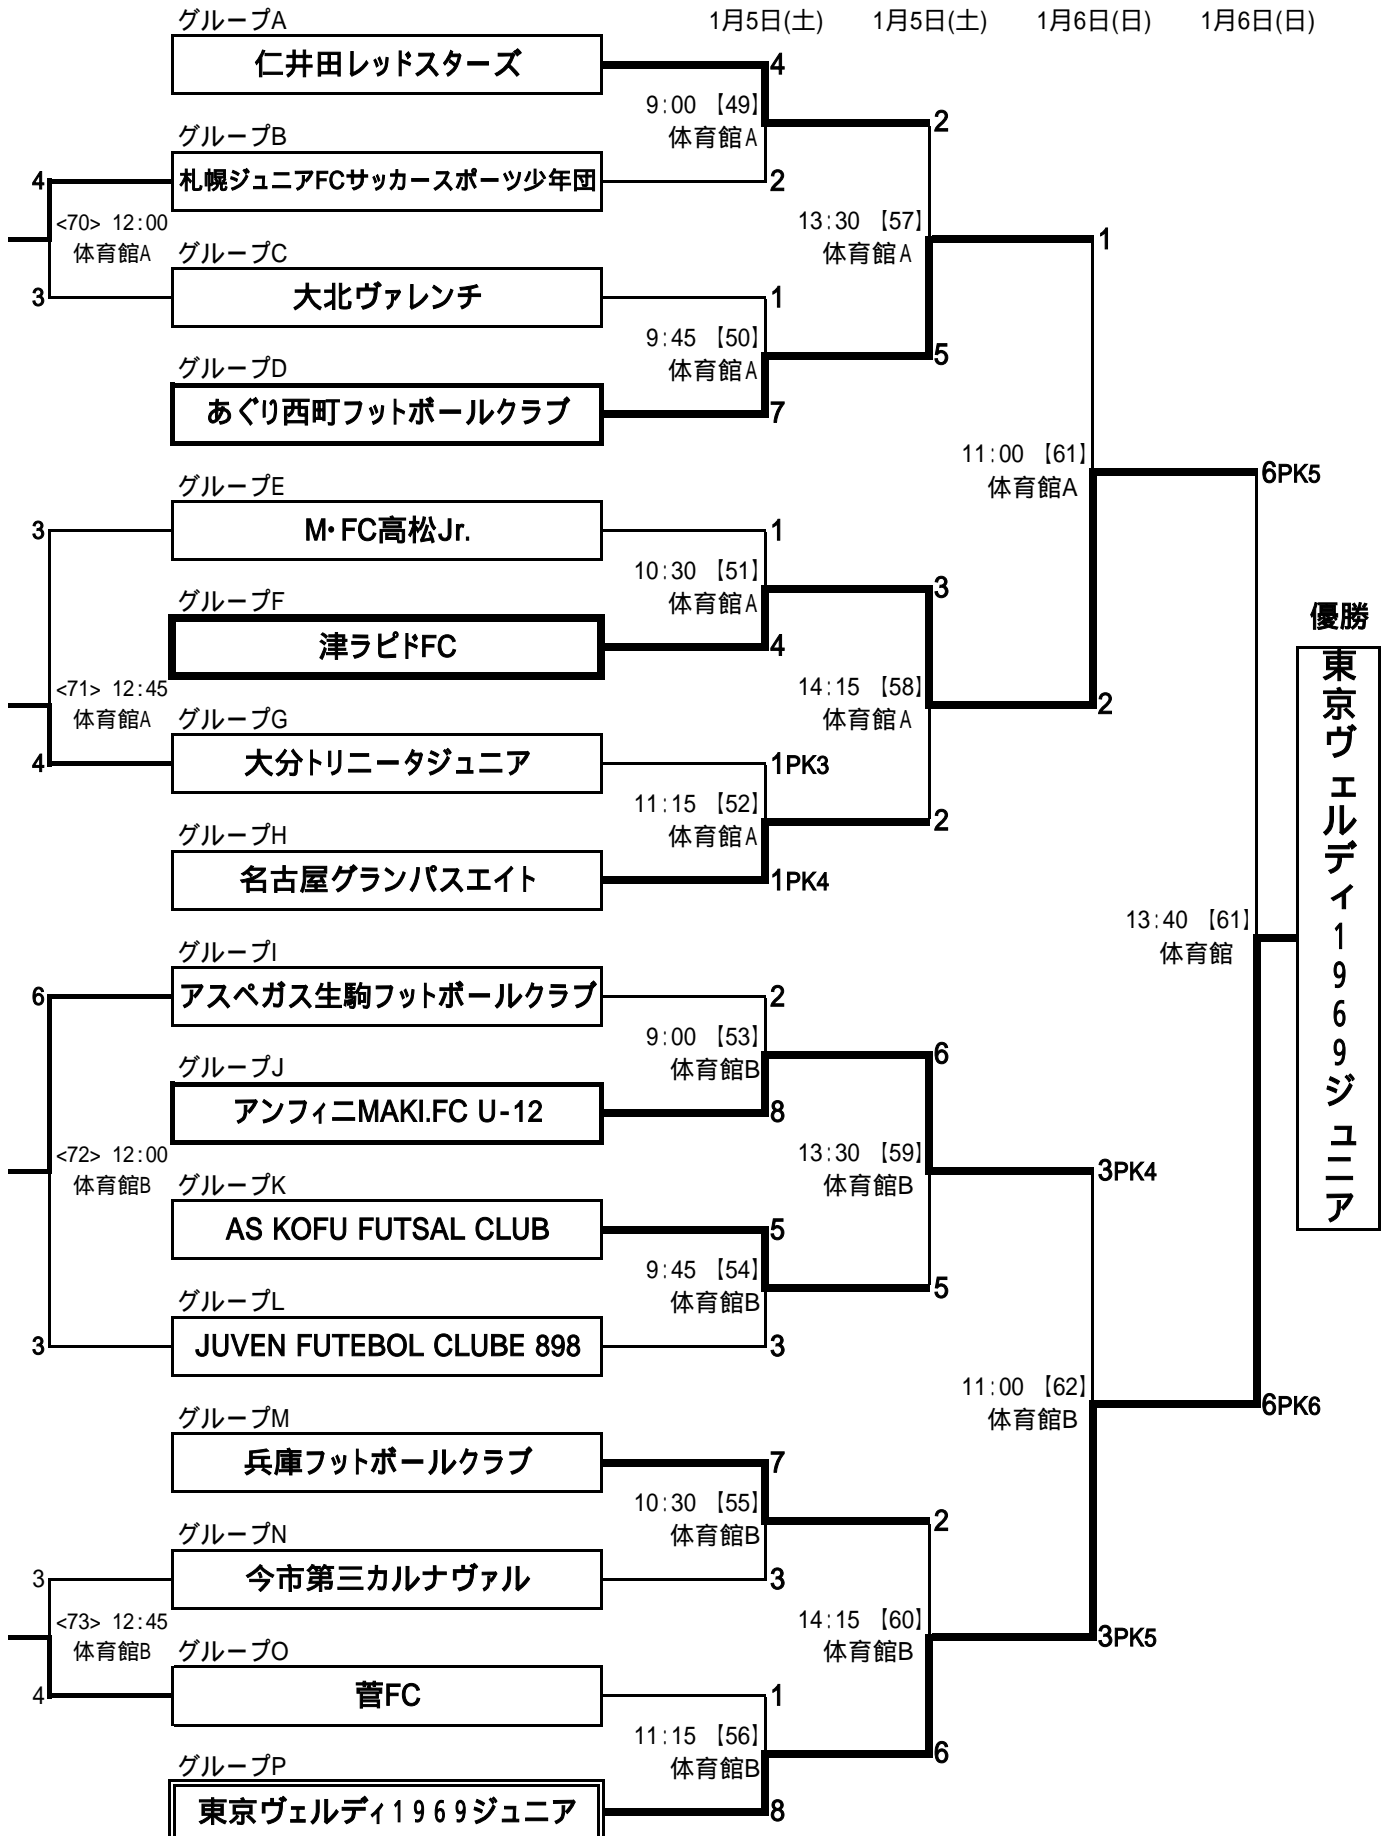 1月5日(土) 1月5日(土) 1月6日(日) 1月6日(日)
グループA
仁井田レッドスターズ
4
9:00 【49】
体育館A
2
グループB
札幌ジュニアFCサッカースポーツ少年団
4
2
<70> 12:00
体育館A
13:30 【57】
体育館A
1
グループC
大北ヴァレンチ
3
1
9:45 【50】
体育館A
5
グループD
あぐり西町フットボールクラブ
7
11:00 【61】
体育館A
6PK5
グループE
M・FC高松Jr.
3
1
10:30 【51】
体育館A
3
グループF
津ラピドFC
4
優勝
東京ヴェルディ1969ジュニア
<71> 12:45
体育館A
14:15 【58】
体育館A
2
グループG
大分トリニータジュニア
4
1PK3
11:15 【52】
体育館A
2
グループH
名古屋グランパスエイト
1PK4
13:40 【61】
体育館
グループI
アスペガス生駒フットボールクラブ
6
2
9:00 【53】
体育館B
6
グループJ
アンフィニMAKI.FC U-12
8
<72> 12:00
体育館B
13:30 【59】
体育館B
3PK4
グループK
AS KOFU FUTSAL CLUB
5
9:45 【54】
体育館B
5
グループL
JUVEN FUTEBOL CLUBE 898
3
3
11:00 【62】
体育館B
6PK6
グループM
兵庫フットボールクラブ
7
10:30 【55】
体育館B
2
グループN
今市第三カルナヴァル
3
3
<73> 12:45
体育館B
14:15 【60】
体育館B
3PK5
グループO
菅FC
4
1
11:15 【56】
体育館B
6
グループP
東京ヴェルディ1969ジュニア
8